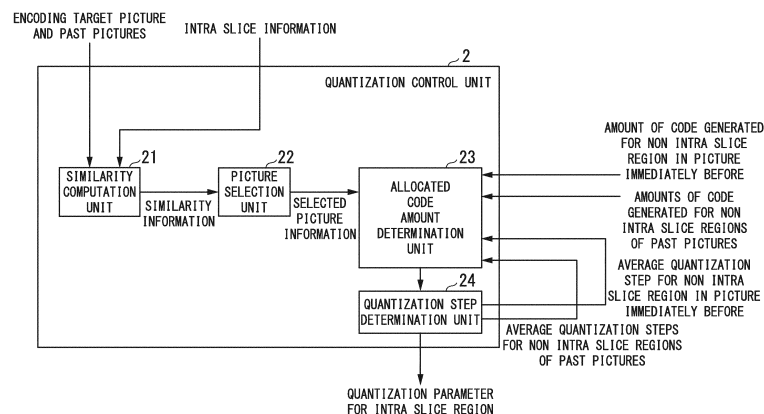 ENCODING TARGET PICTURE
AND PAST PICTURES
INTRA SLICE INFORMATION
2
QUANTIZATION CONTROL UNIT
21
SIMILARITY
COMPUTATION
UNIT
SIMILARITY
INFORMATION
22
PICTURE
SELECTION
UNIT
SELECTED
PICTURE
INFORMATION
23
ALLOCATED
CODE
AMOUNT
DETERMINATION
UNIT
24
QUANTIZATION STEP
DETERMINATION UNIT
AMOUNT OF CODE GENERATED
FOR NON INTRA SLICE
REGION IN PICTURE
IMMEDIATELY BEFORE
AMOUNTS OF CODE
GENERATED FOR NON
INTRA SLICE REGIONS
OF PAST PICTURES
AVERAGE QUANTIZATION
STEP FOR NON INTRA
SLICE REGION IN PICTURE
IMMEDIATELY BEFORE
AVERAGE QUANTIZATION STEPS
FOR NON INTRA SLICE REGIONS
OF PAST PICTURES
QUANTIZATION PARAMETER
FOR INTRA SLICE REGION